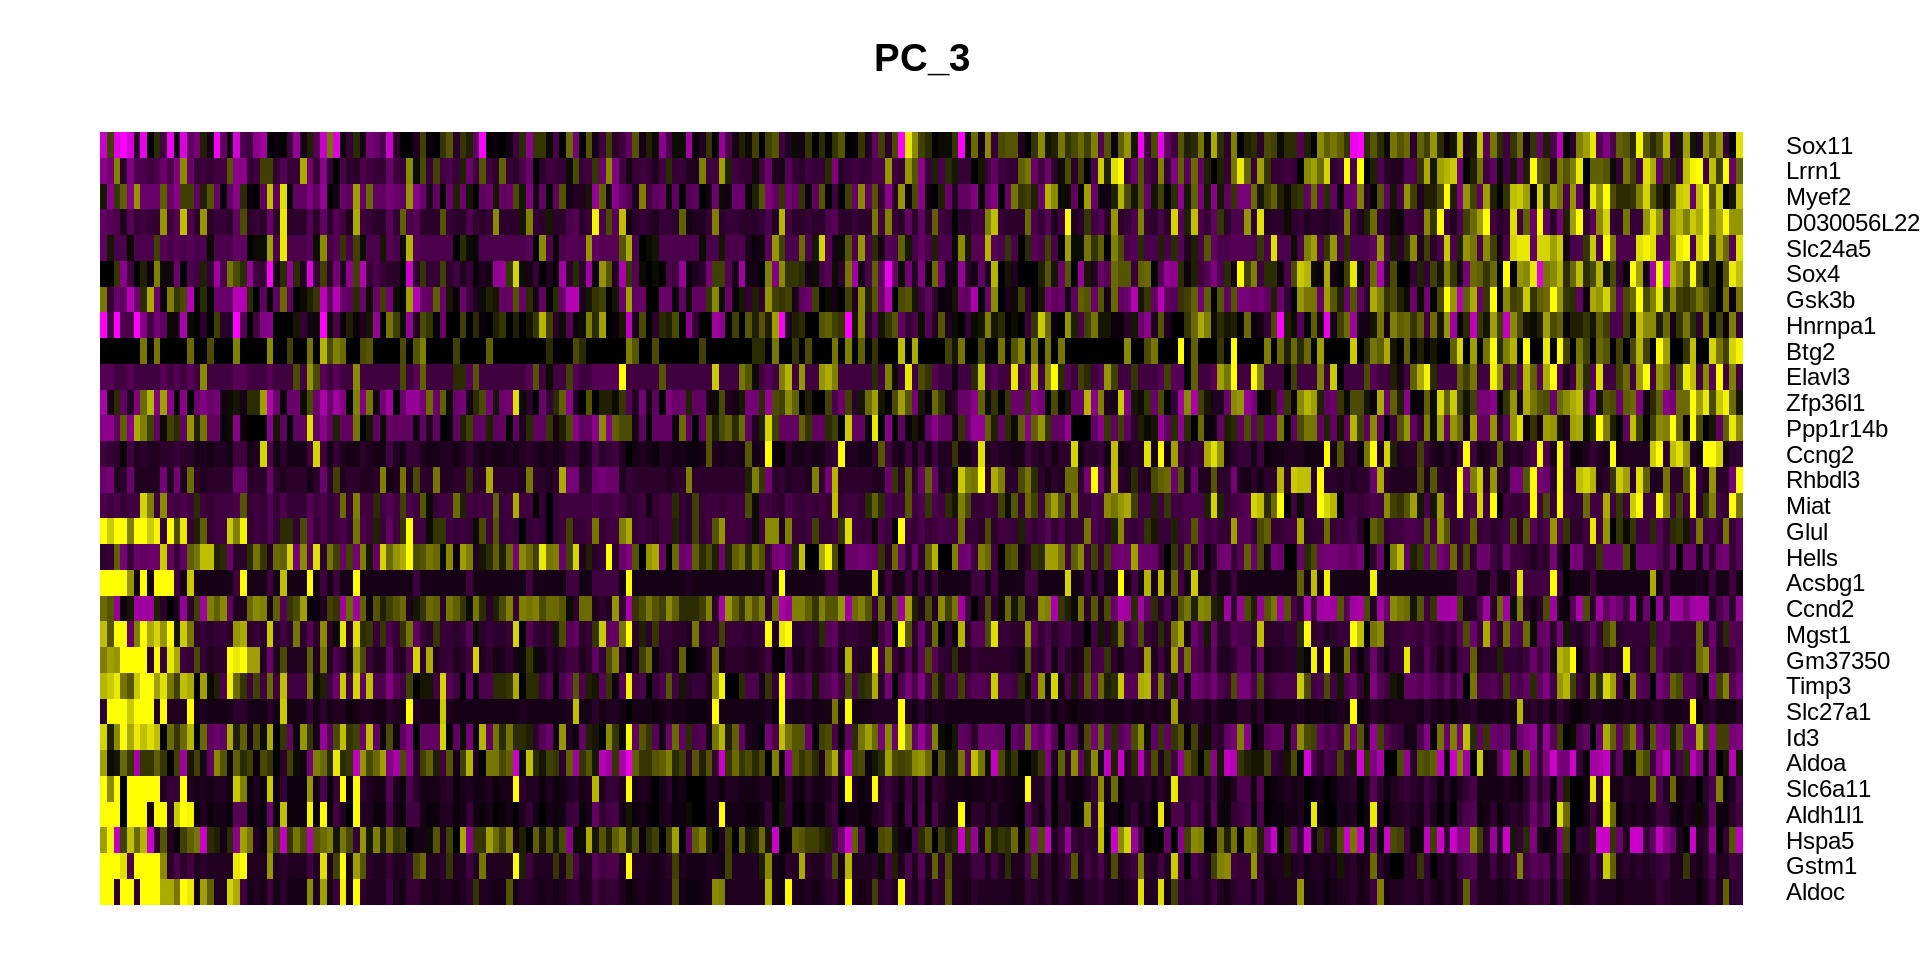 PC_3
Sox11
Lrrn1
Myef2
D030056L22
Slc24a5
Sox4
Gsk3b
Hnrnpa1
Btg2
Elavl3
Zfp36l1
Ppp1r14b
Ccng2
Rhbdl3
Miat
Glul
Hells
Acsbg1
Ccnd2
Mgst1
Gm37350
Timp3
Slc27a1
Id3
Aldoa
Slc6a11
Aldh1l1
Hspa5
Gstm1
Aldoc